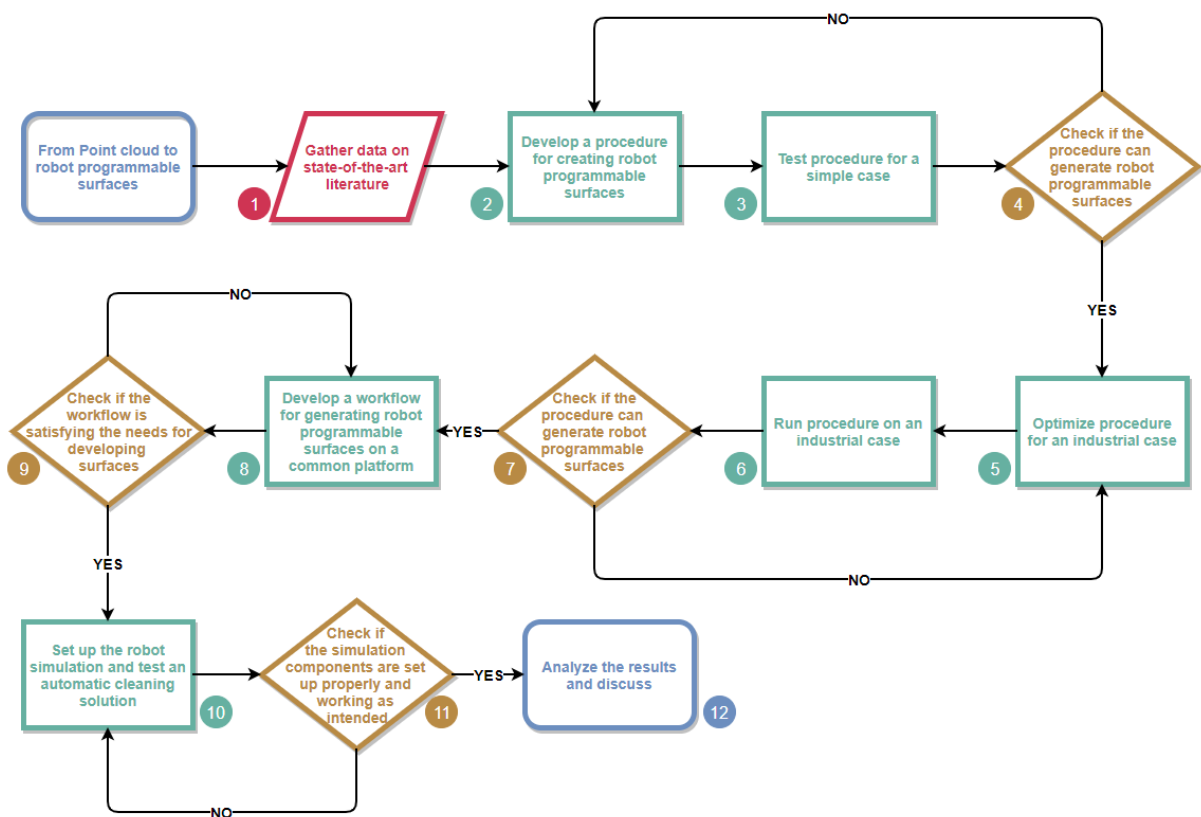 NO
From Point cloud to
robot programmable
surfaces
1
Gather data on
state-of-the-art
literature
2
Develop a procedure
for creating robot
programmable
surfaces
3
Test procedure for a
simple case
4
Check if the
procedure can
generate robot
programmable
surfaces
YES
5
Optimize procedure
for an industrial case
6
Run procedure on an
industrial case
7
Check if the
procedure can
generate robot
programmable
surfaces
NO
YES
8
Develop a workflow
for generating robot
programmable
surfaces on a
common platform
9
Check if the
workflow is
satisfying the needs for
developing
surfaces
NO
YES
10
Set up the robot
simulation and test an
automatic cleaning
solution
11
Check if
the simulation
components are set
up properly and
working as
intended
NO
YES
12
Analyze the results
and discuss